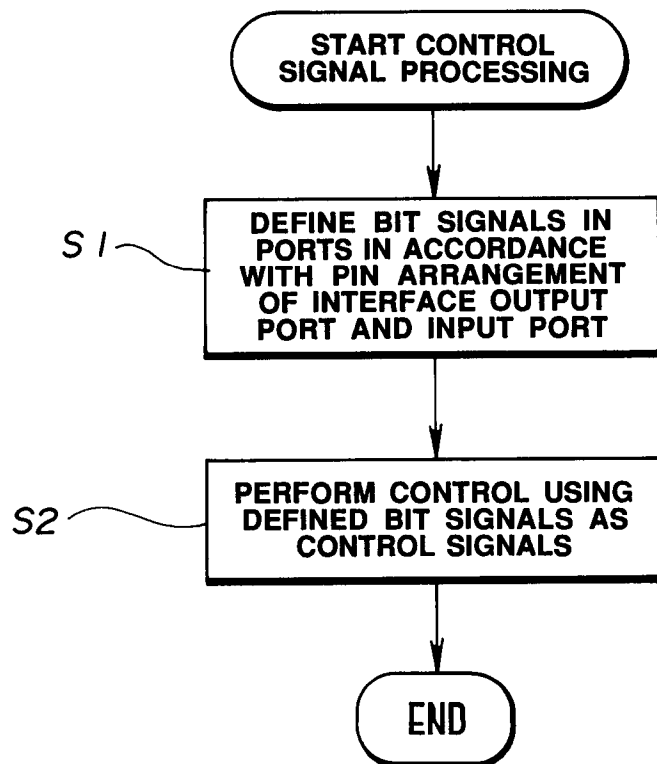 START CONTROL
SIGNAL PROCESSING
S1
DEFINE BIT SIGNALS IN
PORTS IN ACCORDANCE
WITH PIN ARRANGEMENT
OF INTERFACE OUTPUT
PORT AND INPUT PORT
S2
PERFORM CONTROL USING
DEFINED BIT SIGNALS AS
CONTROL SIGNALS
END